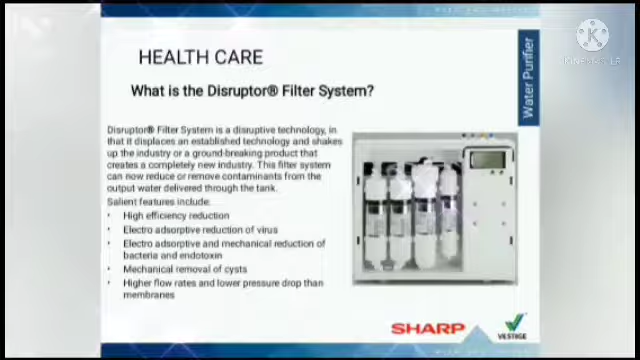 HEALTH CARE
What is the Disruptor® Filter System?
Disruptor® Filter System is a disruptive technology, in
that it displaces an established technology and shakes
up the industry or a ground-breaking product that
creates a completely new industry. This filter system
can now reduce or remove contaminants from the
output water delivered through the tank.
Salient features include:
• High efficiency reduction
• Electro adsorptive reduction of virus
• Electro adsorptive and mechanical reduction of
bacteria and endotoxin
• Mechanical removal of cysts
• Higher flow rates and lower pressure drop than
membranes
Water Purifier
SHARP
VESTIGE
K